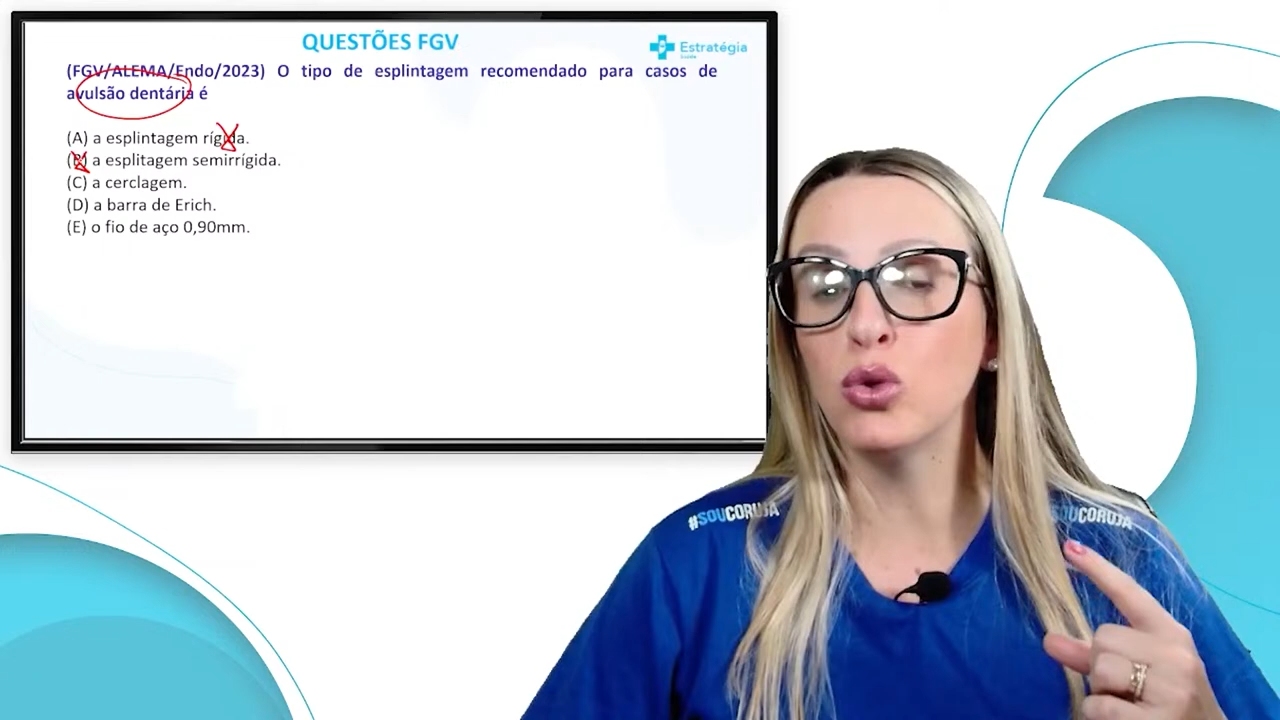 QUESTÕES FGV
Estratégia
Saúde
(FGV/ALEMA/Endo/2023) O tipo de esplintagem recomendado para casos de
avulsão dentária é
(A) a esplintagem rígida.
(B) a esplitagem semirrígida.
(C) a cerclagem.
(D) a barra de Erich.
(E) o fio de aço 0,90mm.
#SOUCORUJA
SOUCORUJA